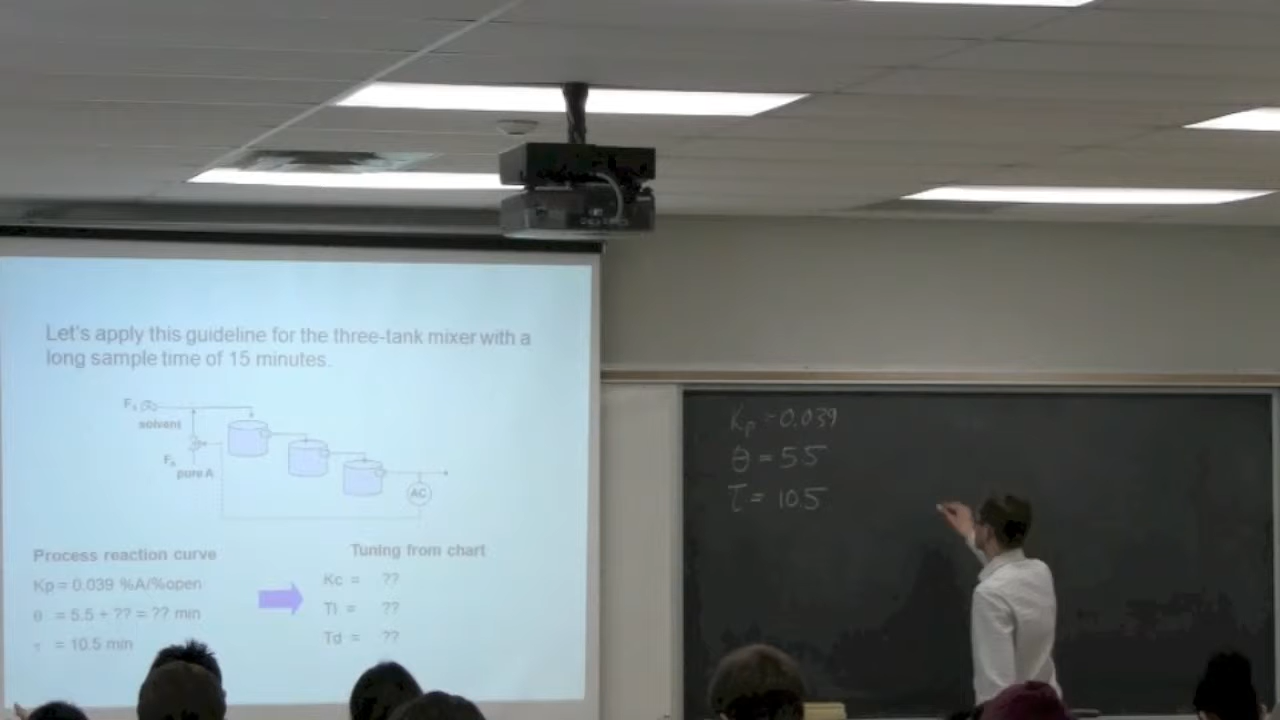 Let's apply this guideline for the three-tank mixer with a
long sample time of 15 minutes.
solvent
pure A
AC
Process reaction curve
Kp = 0.039 %A/%open
θ = 5.5 + ?? = ?? min
τ = 10.5 min
Tuning from chart
Kc = ??
TI = ??
Td = ??
Kp = 0.039
θ = 5.5
τ = 10.5